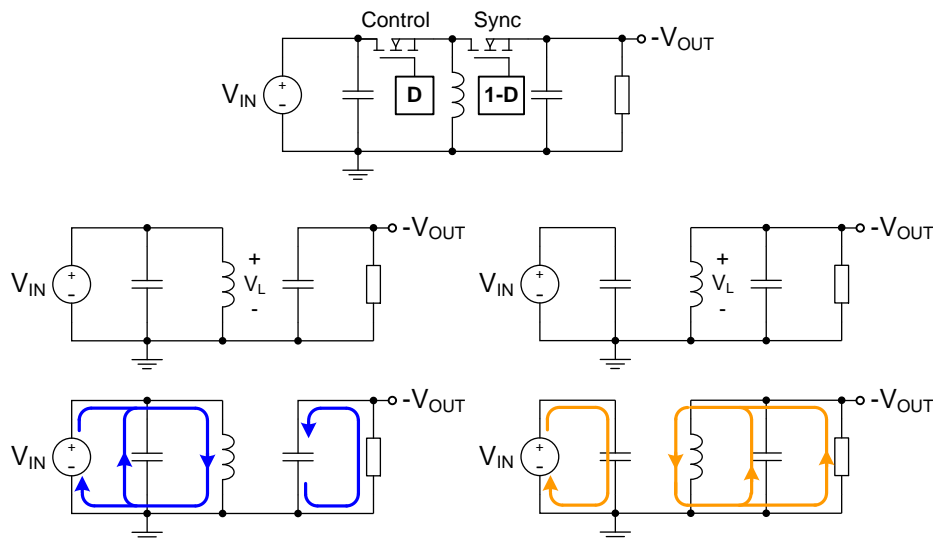 Control Sync
-V_OUT
V_IN
+
-
D
1-D
-V_OUT
V_IN
+
-
+
V_L
-
-V_OUT
V_IN
+
-
+
V_L
-
-V_OUT
V_IN
+
-
-V_OUT
V_IN
+
-